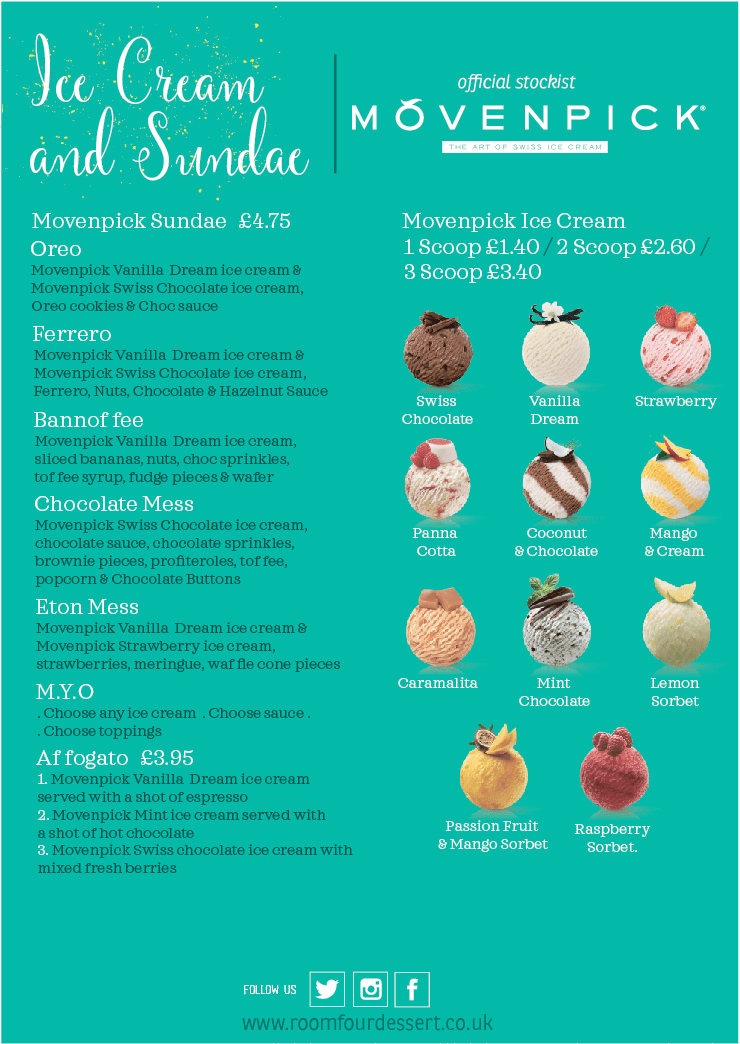 Ice Cream
and Sundae
official stockist
MÖVENPICK®
THE ART OF SWISS ICE CREAM
Movenpick Sundae £4.75
Oreo
Movenpick Vanilla Dream ice cream &
Movenpick Swiss Chocolate ice cream,
Oreo cookies & Choc sauce
Ferrero
Movenpick Vanilla Dream ice cream &
Movenpick Swiss Chocolate ice cream,
Ferrero, Nuts, Chocolate & Hazelnut Sauce
Bannof fee
Movenpick Vanilla Dream ice cream,
sliced bananas, nuts, choc sprinkles,
tof fee syrup, fudge pieces & wafer
Chocolate Mess
Movenpick Swiss Chocolate ice cream,
chocolate sauce, chocolate sprinkles,
brownie pieces, profiteroles, tof fee,
popcorn & Chocolate Buttons
Eton Mess
Movenpick Vanilla Dream ice cream &
Movenpick Strawberry ice cream,
strawberries, meringue, waf fle cone pieces
M.Y.O
. Choose any ice cream . Choose sauce .
. Choose toppings
Af fogato £3.95
1. Movenpick Vanilla Dream ice cream
served with a shot of espresso
2. Movenpick Mint ice cream served with
a shot of hot chocolate
3. Movenpick Swiss chocolate ice cream with
mixed fresh berries
Movenpick Ice Cream
1 Scoop £1.40 / 2 Scoop £2.60 /
3 Scoop £3.40
Swiss
Chocolate
Vanilla
Dream
Strawberry
Panna
Cotta
Coconut
& Chocolate
Mango
& Cream
Caramalita
Mint
Chocolate
Lemon
Sorbet
Passion Fruit
& Mango Sorbet
Raspberry
Sorbet.
FOLLOW US
www.roomfourdessert.co.uk